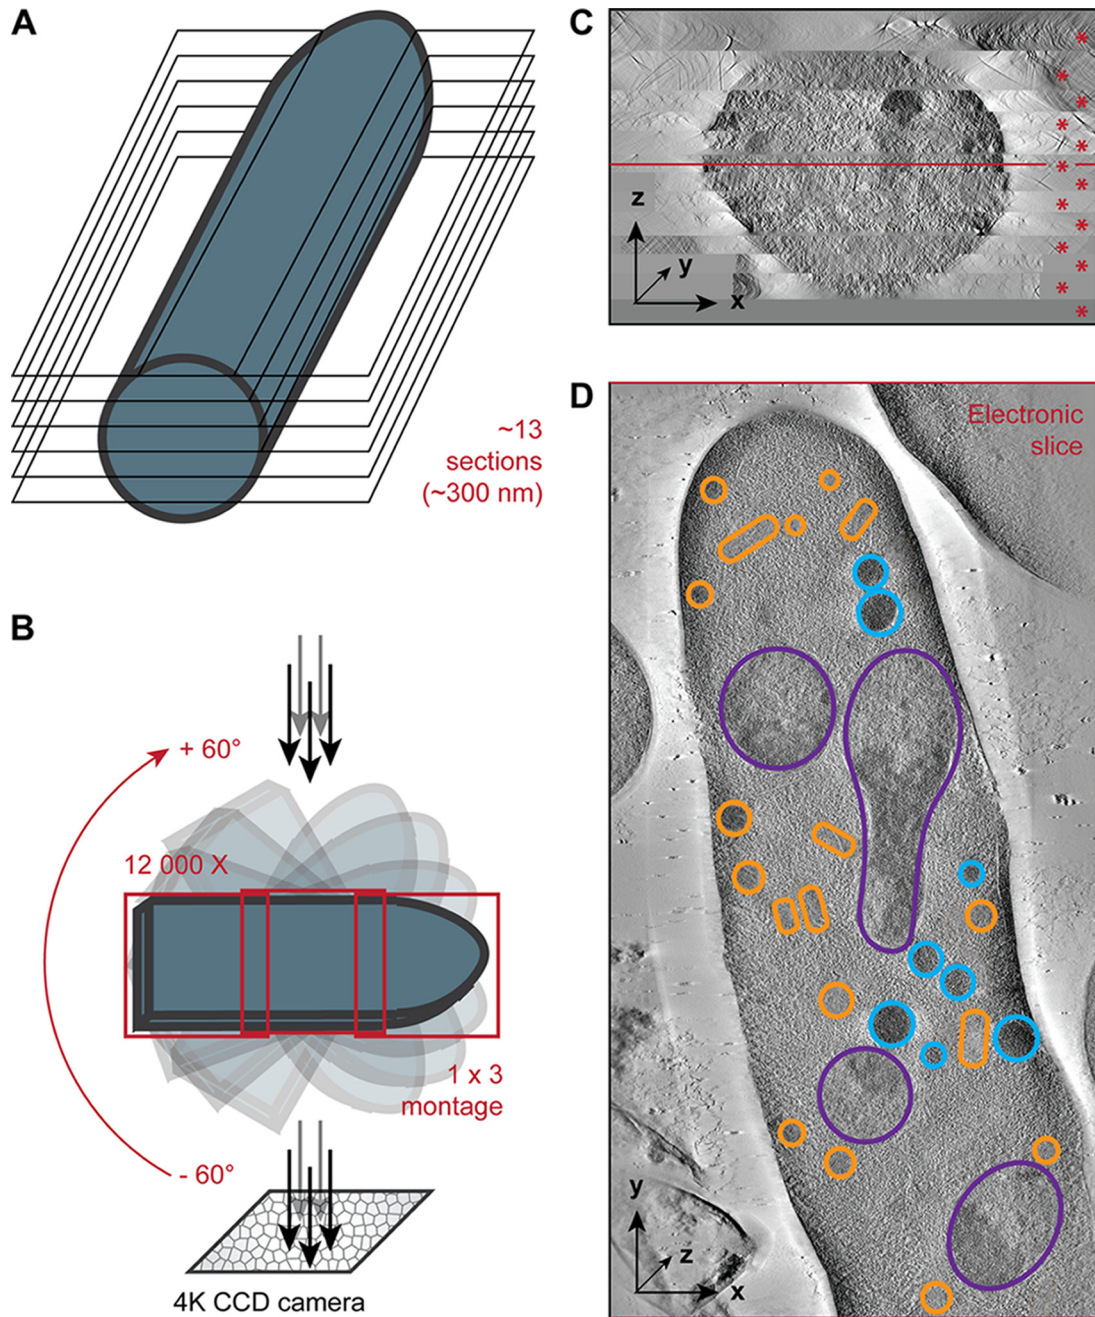 A
~13
sections
(~300 nm)
B
+ 60°
12 000 X
1 x 3
montage
- 60°
4K CCD camera
C
*
*
*
*
*
*
*
*
*
*
*
*
*
z
y
x
D
Electronic
slice
y
z
x